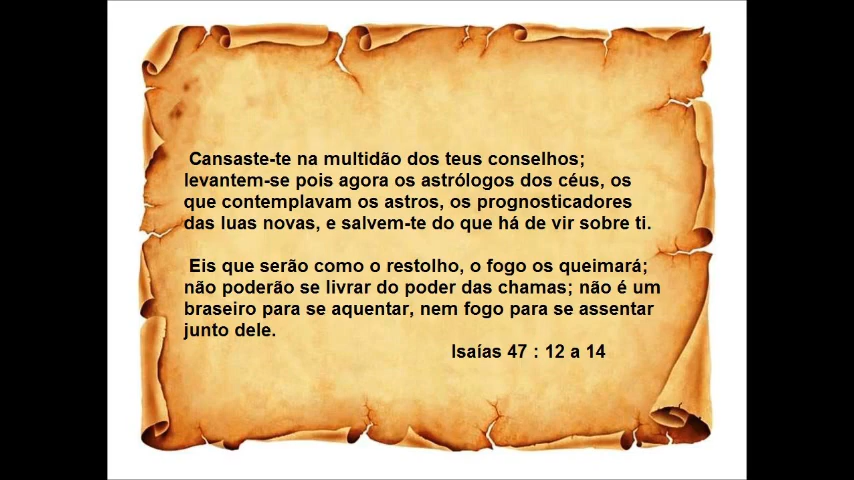 Cansaste-te na multidão dos teus conselhos;
levantem-se pois agora os astrólogos dos céus, os
que contemplavam os astros, os prognosticadores
das luas novas, e salvem-te do que há de vir sobre ti.
Eis que serão como o restolho, o fogo os queimará;
não poderão se livrar do poder das chamas; não é um
braseiro para se aquentar, nem fogo para se assentar
junto dele.
Isaías 47 : 12 a 14